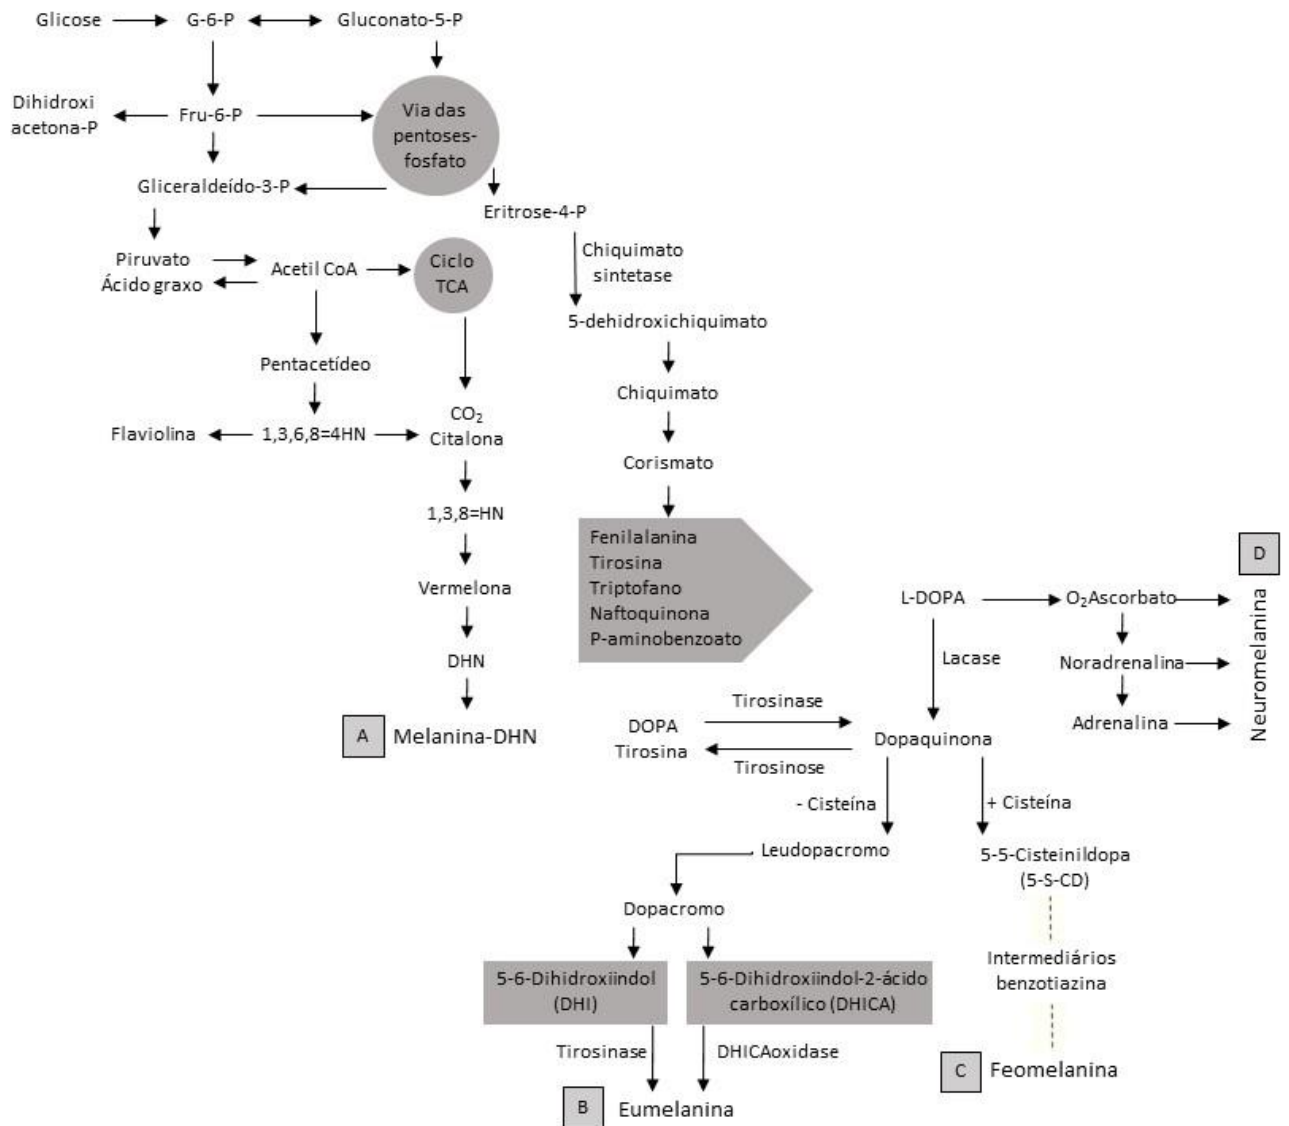 Glicose
G-6-P
Gluconato-5-P
Dihidroxi
acetona-P
Fru-6-P
Via das
pentoses-
fosfato
Gliceraldeído-3-P
Eritrose-4-P
Piruvato
Ácido graxo
Acetil CoA
Ciclo
TCA
Chiquimato
sintetase
5-dehidroxichiquimato
Pentacetídeo
Chiquimato
Flaviolina
1,3,6,8=4HN
CO₂
Citalona
Corismato
1,3,8=HN
Fenilalanina
Tirosina
Triptofano
Naftoquinona
P-aminobenzoato
Vermelona
DHN
A
Melanina-DHN
L-DOPA
O₂Ascorbato
Noradrenalina
Adrenalina
D
Neuromelanina
Lacase
Tirosinase
DOPA
Tirosina
Tirosinose
Dopaquinona
- Cisteína
+ Cisteína
Leudopacromo
5-5-Cisteinildopa
(5-S-CD)
Dopacromo
5-6-Dihidroxiindol
(DHI)
5-6-Dihidroxiindol-2-ácido
carboxílico (DHICA)
Intermediários
benzotiazina
Tirosinase
DHICAoxidase
B
Eumelanina
C
Feomelanina